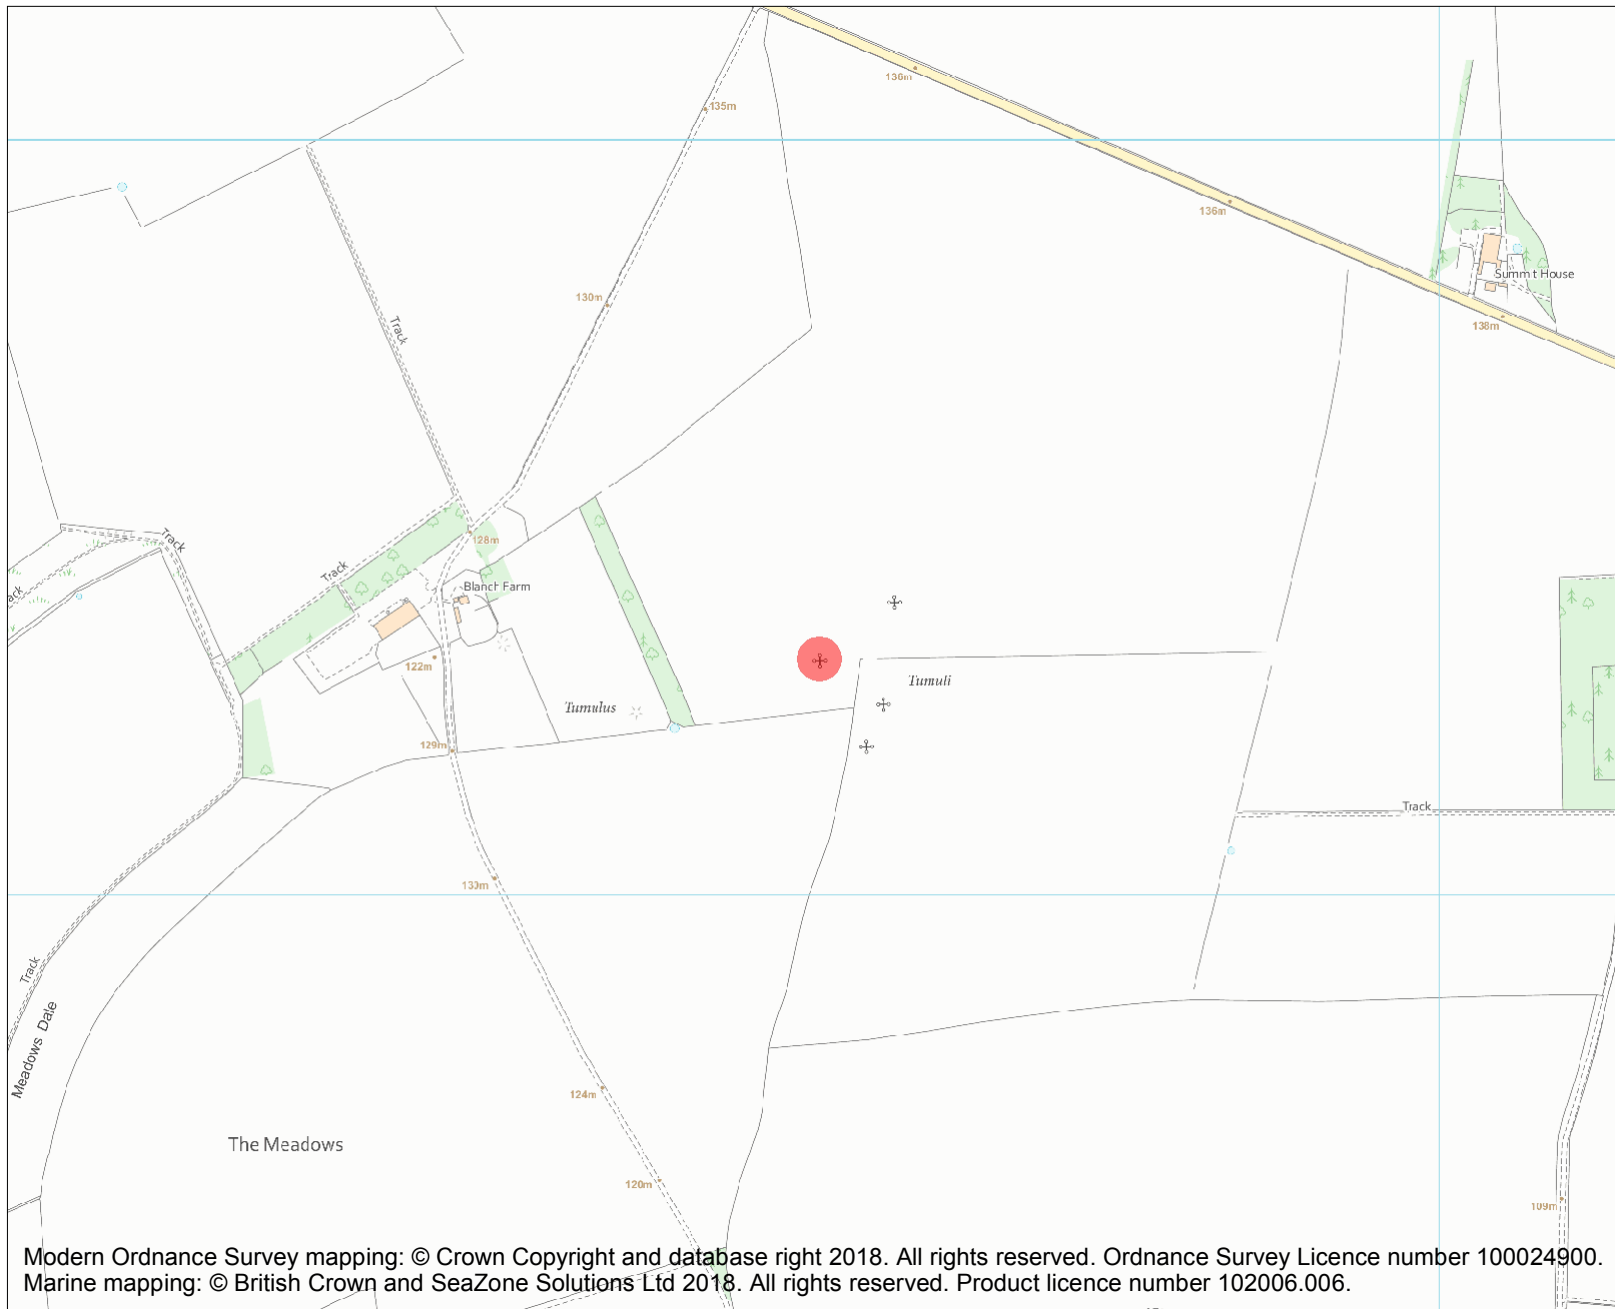 136m
135m
136m
Summit House
130m
138m
Track
128m
Track
Track
Blanch Farm
ack
122m
Tumuli
Tumulus
129m
Track
130m
Track
Meadows Dale
124m
The Meadows
120m
109m
Modern Ordnance Survey mapping: © Crown Copyright and database right 2018. All rights reserved. Ordnance Survey Licence number 100024900.
Marine mapping: © British Crown and SeaZone Solutions Ltd 2018. All rights reserved. Product licence number 102006.006.